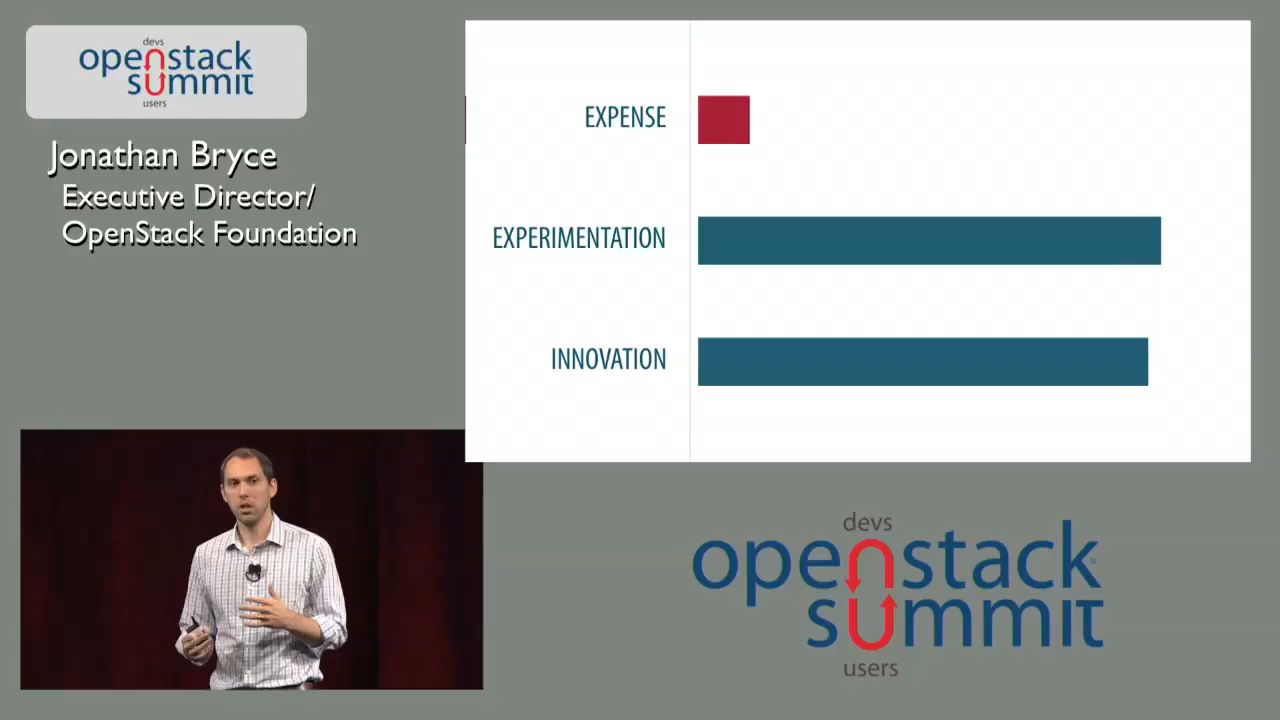 devs
openstack
summit
users
Jonathan Bryce
Executive Director/
OpenStack Foundation
EXPENSE
EXPERIMENTATION
INNOVATION
devs
openstack
summit
users